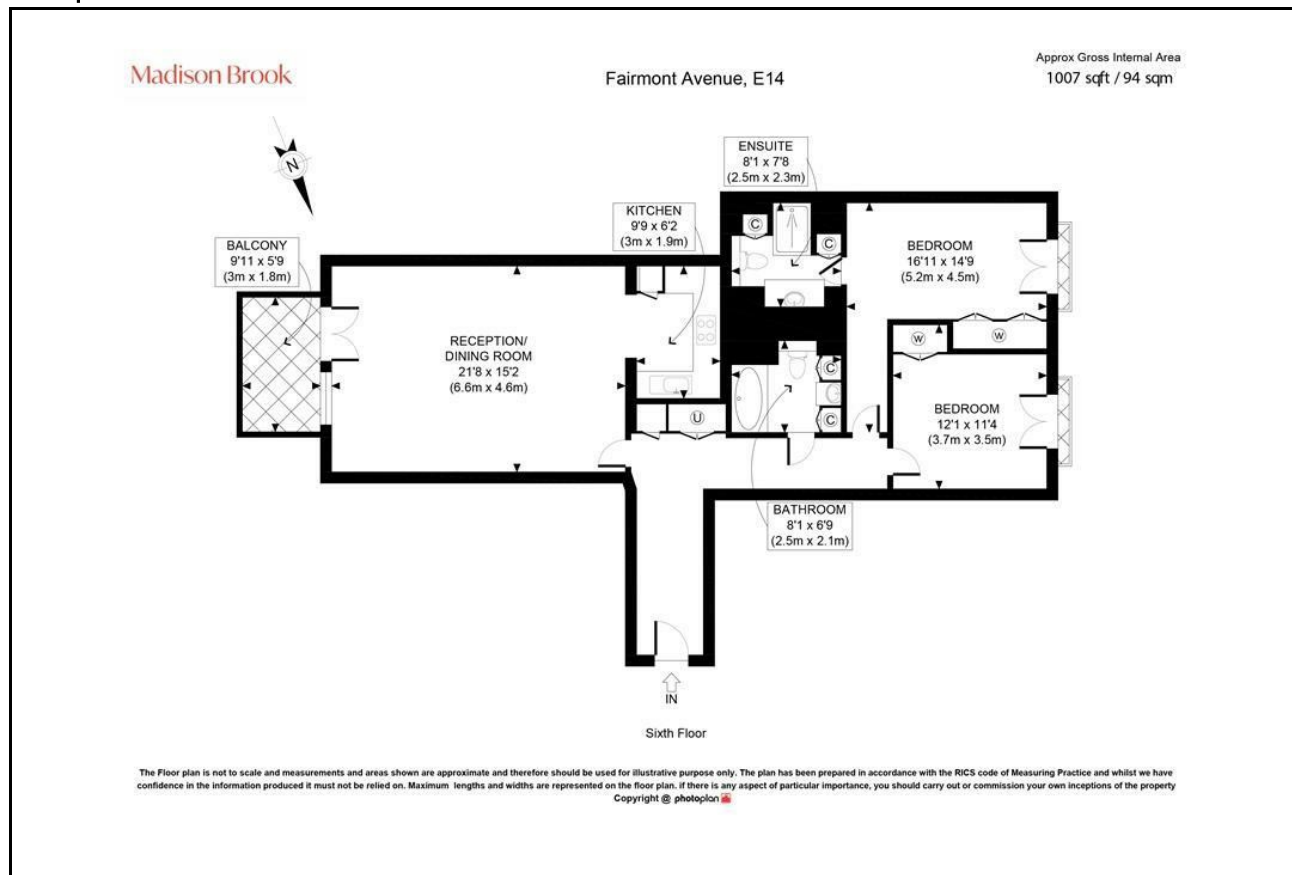 Madison Brook
Fairmont Avenue, E14
Approx Gross Internal Area
1007 sqft / 94 sqm
N
ENSUITE
8'1 x 7'8
(2.5m x 2.3m)
KITCHEN
9'9 x 6'2
(3m x 1.9m)
BALCONY
9'11 x 5'9
(3m x 1.8m)
C
C
BEDROOM
16'11 x 14'9
(5.2m x 4.5m)
RECEPTION/
DINING ROOM
21'8 x 15'2
(6.6m x 4.6m)
W
W
C
C
U
BEDROOM
12'1 x 11'4
(3.7m x 3.5m)
BATHROOM
8'1 x 6'9
(2.5m x 2.1m)
IN
Sixth Floor
The Floor plan is not to scale and measurements and areas shown are approximate and therefore should be used for illustrative purpose only. The plan has been prepared in accordance with the RICS code of Measuring Practice and whilst we have
confidence in the information produced it must not be relied on. Maximum lengths and widths are represented on the floor plan. if there is any aspect of particular importance, you should carry out or commission your own inceptions of the property
Copyright @ photoplan